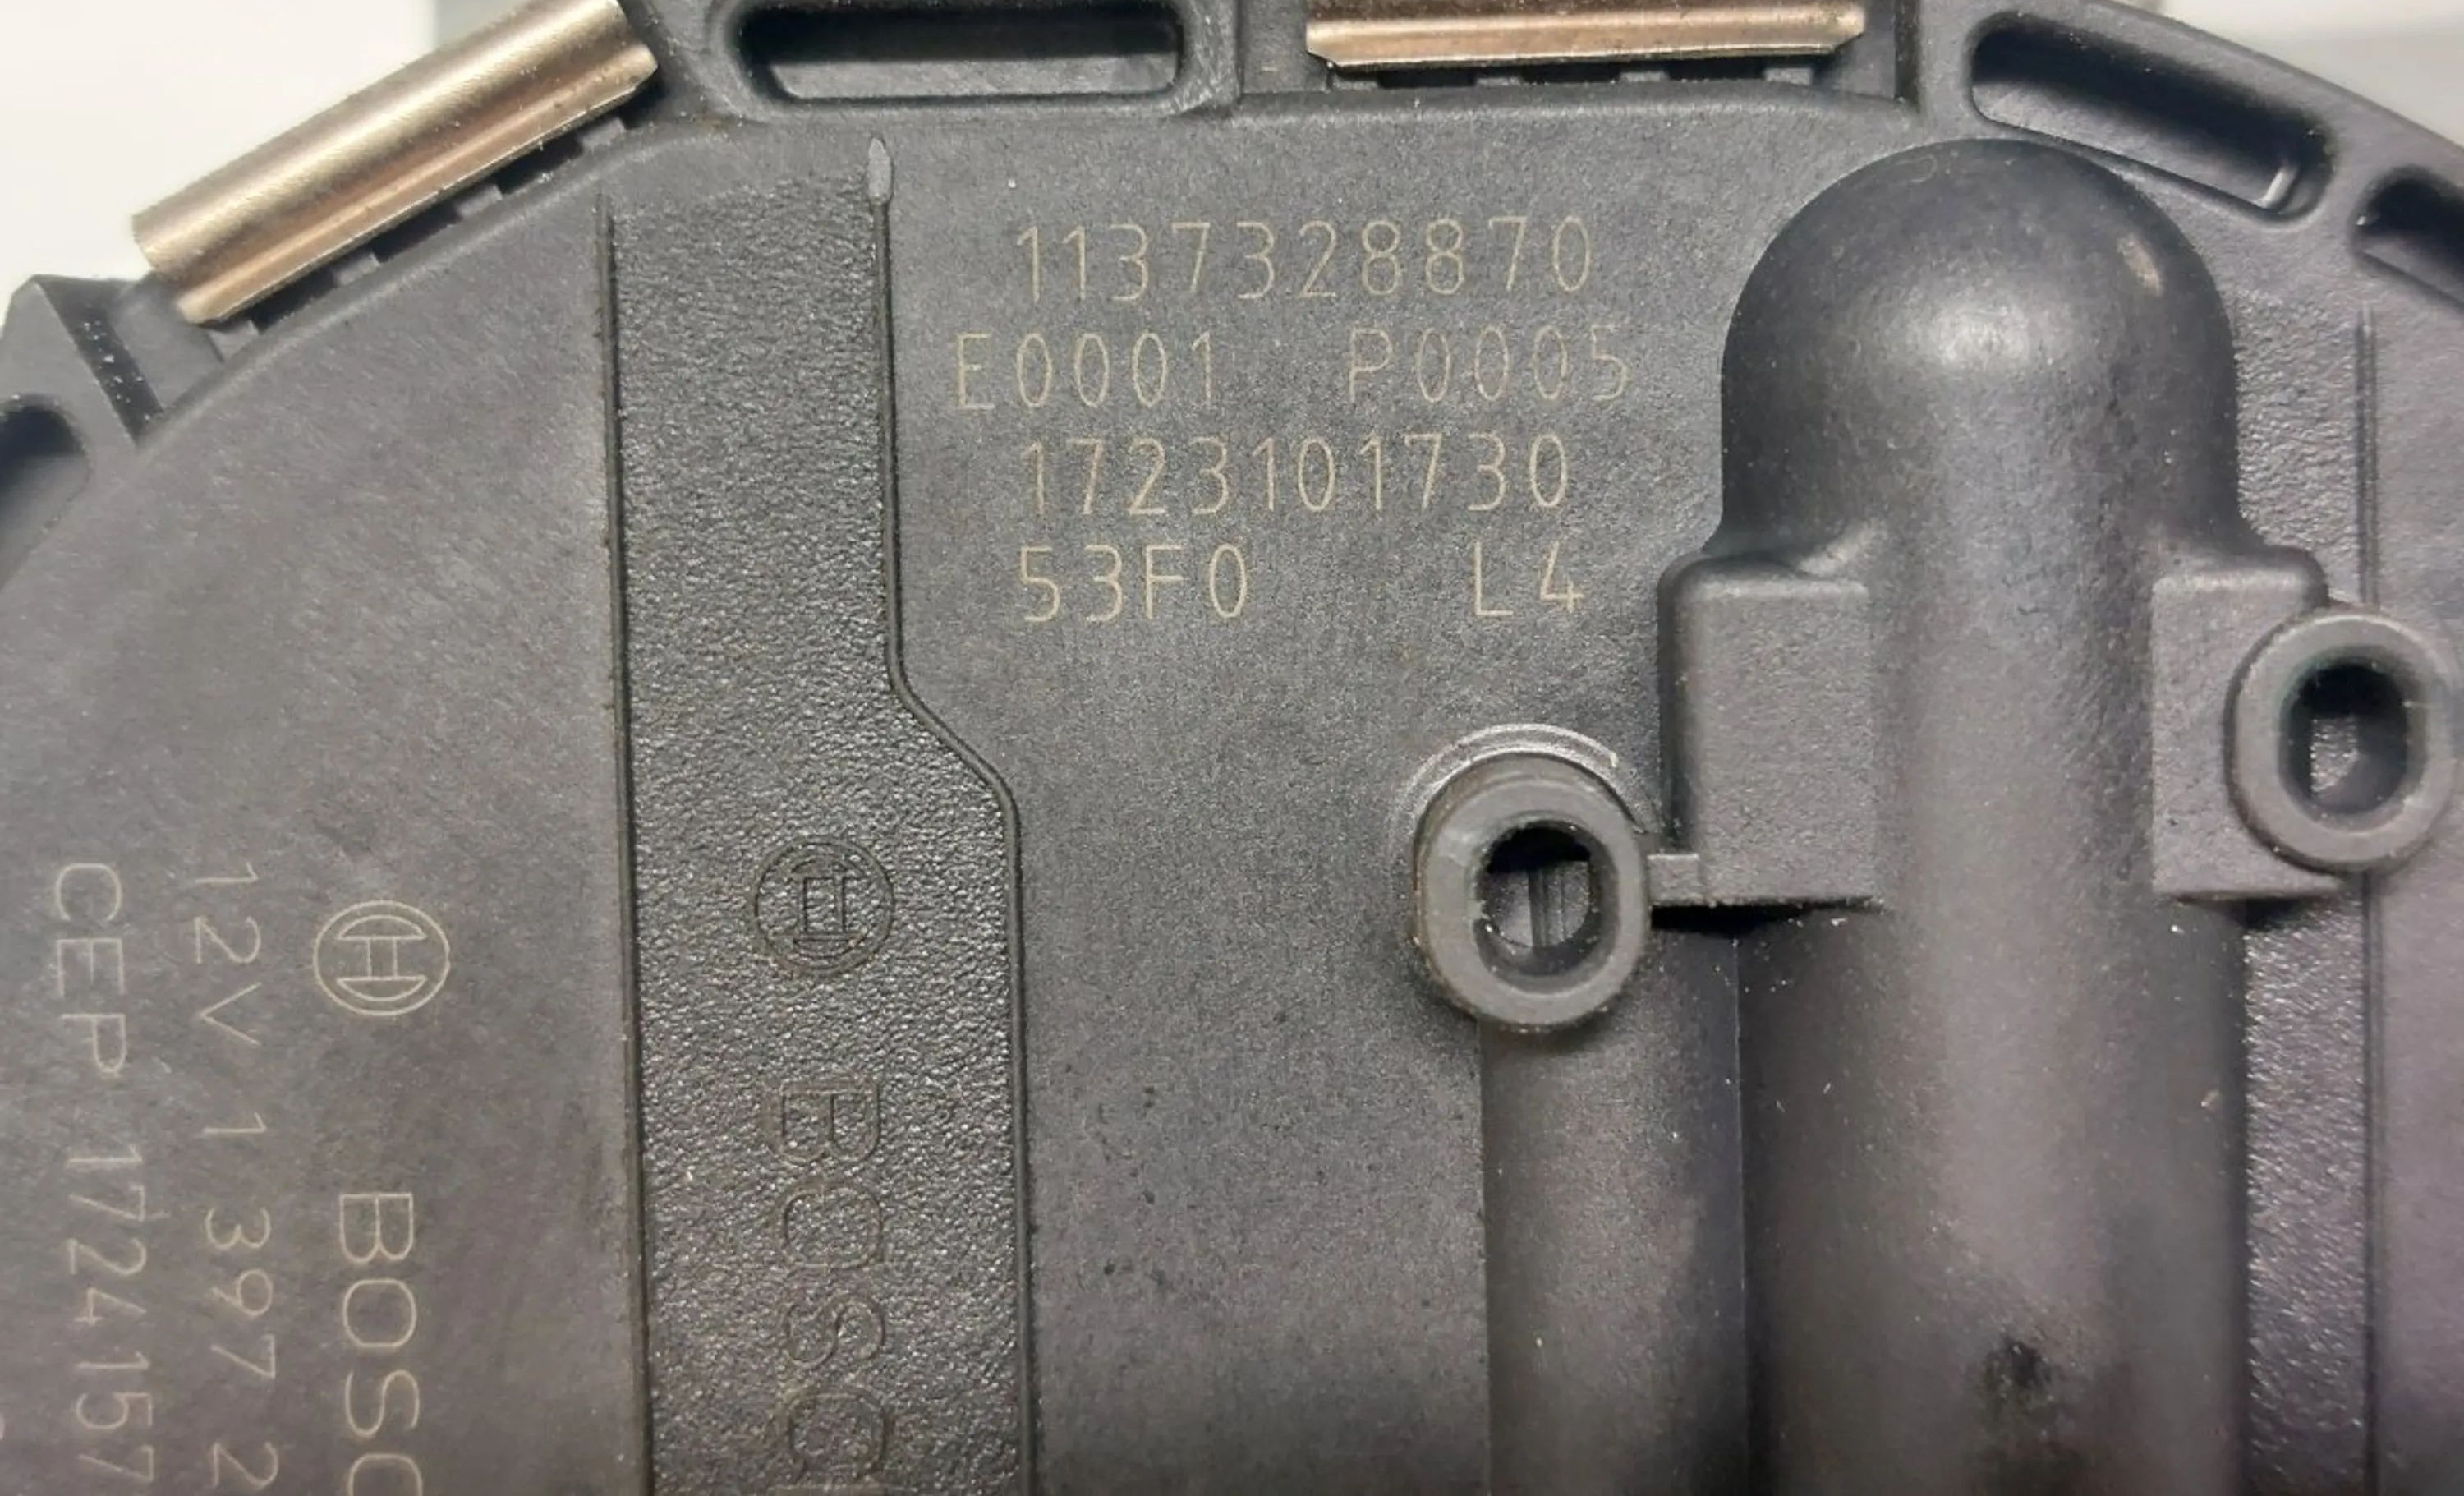 1137328870
E0001 P0005
1723101730
53F0 L4
BOSCH
BOSC
12V 1 397 2
CEP 1724157